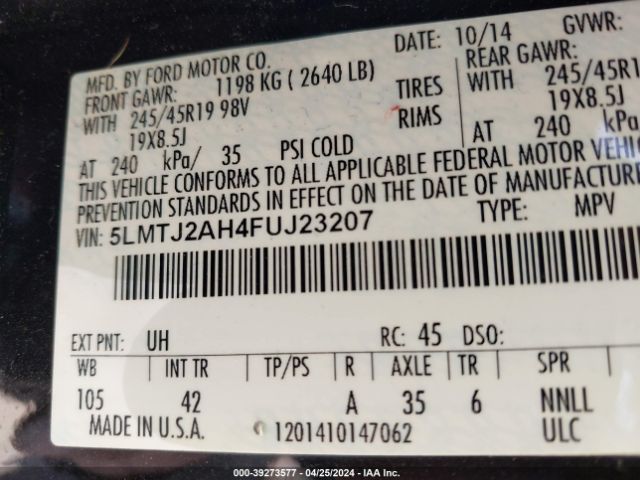 DATE: 10/14 GVWR:
MFD. BY FORD MOTOR CO.
FRONT GAWR: 1198 KG ( 2640 LB) REAR GAWR:
WITH 245/45R19 98V TIRES WITH 245/45R
19X8.5J RIMS 19X8.5J
AT 240 kPa/ 35 PSI COLD AT 240 kPa
THIS VEHICLE CONFORMS TO ALL APPLICABLE FEDERAL MOTOR VEHIC
PREVENTION STANDARDS IN EFFECT ON THE DATE OF MANUFACTURE
VIN: 5LMTJ2AH4FUJ23207 TYPE: MPV
EXT PNT: UH RC: 45 DSO:
WB INT TR TP/PS R AXLE TR SPR
105 42 A 35 6 NNLL
MADE IN U.S.A. 1201410147062 ULC
000-39273577 - 04/25/2024 - IAA Inc.